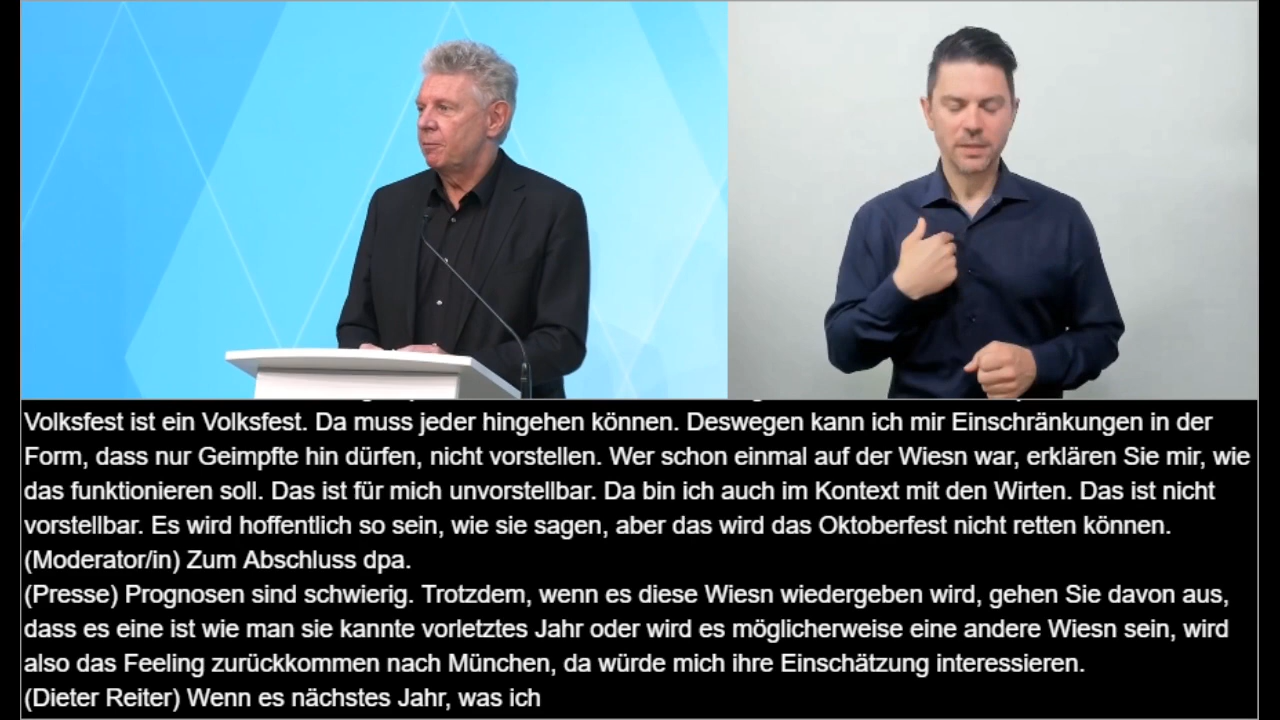 Volksfest ist ein Volksfest. Da muss jeder hingehen können. Deswegen kann ich mir Einschränkungen in der
Form, dass nur Geimpfte hin dürfen, nicht vorstellen. Wer schon einmal auf der Wiesn war, erklären Sie mir, wie
das funktionieren soll. Das ist für mich unvorstellbar. Da bin ich auch im Kontext mit den Wirten. Das ist nicht
vorstellbar. Es wird hoffentlich so sein, wie sie sagen, aber das wird das Oktoberfest nicht retten können.
(Moderator/in) Zum Abschluss dpa.
(Presse) Prognosen sind schwierig. Trotzdem, wenn es diese Wiesn wiedergeben wird, gehen Sie davon aus,
dass es eine ist wie man sie kannte vorletztes Jahr oder wird es möglicherweise eine andere Wiesn sein, wird
also das Feeling zurückkommen nach München, da würde mich ihre Einschätzung interessieren.
(Dieter Reiter) Wenn es nächstes Jahr, was ich